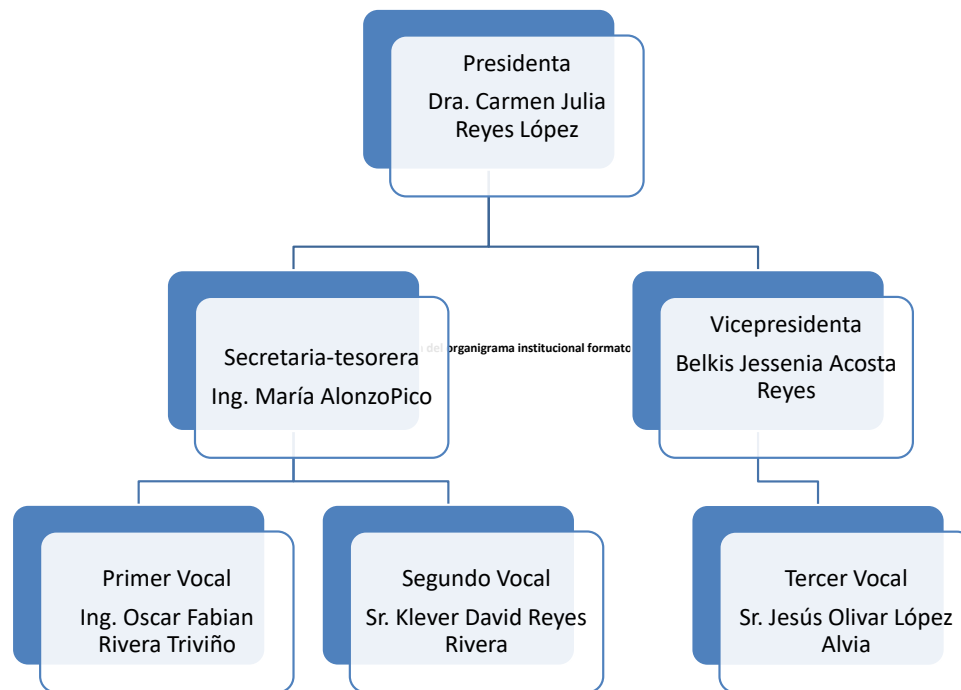 Presidenta
Dra. Carmen Julia
Reyes López
Secretaria-tesorera
Ing. María AlonzoPico
del organigrama institucional formato
Vicepresidenta
Belkis Jessenia Acosta
Reyes
Primer Vocal
Ing. Oscar Fabian
Rivera Triviño
Segundo Vocal
Sr. Klever David Reyes
Rivera
Tercer Vocal
Sr. Jesús Olivar López
Alvia